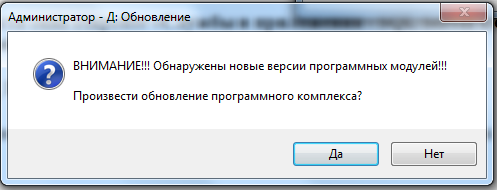 Администратор - Д: Обновление
ВНИМАНИЕ!!! Обнаружены новые версии программных модулей!!!
Произвести обновление программного комплекса?
Да
Нет